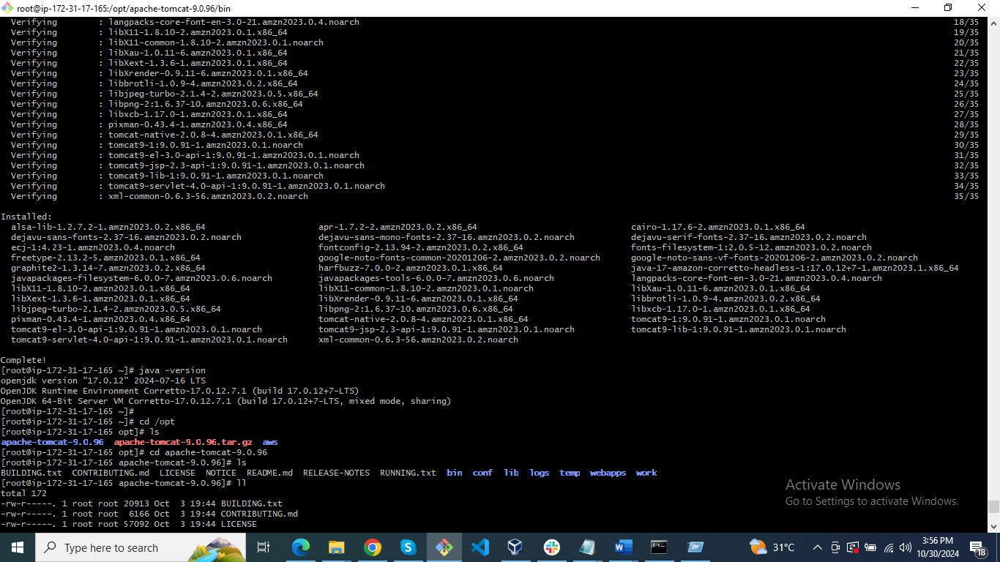 root@ip-172-31-17-165:/opt/apache-tomcat-9.0.96/bin
Verifying : langpacks-core-font-en-3.0-21.amzn2023.0.4.noarch 18/35
Verifying : libX11-1.8.10-2.amzn2023.0.1.x86_64 19/35
Verifying : libX11-common-1.8.10-2.amzn2023.0.1.noarch 20/35
Verifying : libXau-1.0.11-6.amzn2023.0.1.x86_64 21/35
Verifying : libXext-1.3.6-1.amzn2023.0.1.x86_64 22/35
Verifying : libXrender-0.9.11-6.amzn2023.0.1.x86_64 23/35
Verifying : libbrotli-1.0.9-4.amzn2023.0.2.x86_64 24/35
Verifying : libjpeg-turbo-2.1.4-2.amzn2023.0.5.x86_64 25/35
Verifying : libpng-2:1.6.37-10.amzn2023.0.6.x86_64 26/35
Verifying : libxcb-1.17.0-1.amzn2023.0.1.x86_64 27/35
Verifying : pixman-0.43.4-1.amzn2023.0.4.x86_64 28/35
Verifying : tomcat-native-2.0.8-4.amzn2023.0.1.x86_64 29/35
Verifying : tomcat9-1:9.0.91-1.amzn2023.0.1.noarch 30/35
Verifying : tomcat9-el-3.0-api-1:9.0.91-1.amzn2023.0.1.noarch 31/35
Verifying : tomcat9-jsp-2.3-api-1:9.0.91-1.amzn2023.0.1.noarch 32/35
Verifying : tomcat9-lib-1:9.0.91-1.amzn2023.0.1.noarch 33/35
Verifying : tomcat9-servlet-4.0-api-1:9.0.91-1.amzn2023.0.1.noarch 34/35
Verifying : xml-common-0.6.3-56.amzn2023.0.2.noarch 35/35
Installed:
alsa-lib-1.2.7.2-1.amzn2023.0.2.x86_64 apr-1.7.2-2.amzn2023.0.2.x86_64 cairo-1.17.6-2.amzn2023.0.1.x86_64
dejavu-sans-fonts-2.37-16.amzn2023.0.2.noarch dejavu-sans-mono-fonts-2.37-16.amzn2023.0.2.noarch dejavu-serif-fonts-2.37-16.amzn2023.0.2.noarch
ecj-1:4.23-1.amzn2023.0.4.noarch fontconfig-2.13.94-2.amzn2023.0.2.x86_64 fonts-filesystem-1:2.0.5-12.amzn2023.0.2.noarch
freetype-2.13.2-5.amzn2023.0.1.x86_64 google-noto-fonts-common-20201206-2.amzn2023.0.2.noarch google-noto-sans-vf-fonts-20201206-2.amzn2023.0.2.noarch
graphite2-1.3.14-7.amzn2023.0.2.x86_64 harfbuzz-7.0.0-2.amzn2023.0.1.x86_64 java-17-amazon-corretto-headless-1:17.0.12+7-1.amzn2023.1.x86_64
javapackages-filesystem-6.0.0-7.amzn2023.0.6.noarch javapackages-tools-6.0.0-7.amzn2023.0.6.noarch langpacks-core-font-en-3.0-21.amzn2023.0.4.noarch
libX11-1.8.10-2.amzn2023.0.1.x86_64 libX11-common-1.8.10-2.amzn2023.0.1.noarch libXau-1.0.11-6.amzn2023.0.1.x86_64
libXext-1.3.6-1.amzn2023.0.1.x86_64 libXrender-0.9.11-6.amzn2023.0.1.x86_64 libbrotli-1.0.9-4.amzn2023.0.2.x86_64
libjpeg-turbo-2.1.4-2.amzn2023.0.5.x86_64 libpng-2:1.6.37-10.amzn2023.0.6.x86_64 libxcb-1.17.0-1.amzn2023.0.1.x86_64
pixman-0.43.4-1.amzn2023.0.4.x86_64 tomcat-native-2.0.8-4.amzn2023.0.1.x86_64 tomcat9-1:9.0.91-1.amzn2023.0.1.noarch
tomcat9-el-3.0-api-1:9.0.91-1.amzn2023.0.1.noarch tomcat9-jsp-2.3-api-1:9.0.91-1.amzn2023.0.1.noarch tomcat9-lib-1:9.0.91-1.amzn2023.0.1.noarch
tomcat9-servlet-4.0-api-1:9.0.91-1.amzn2023.0.1.noarch xml-common-0.6.3-56.amzn2023.0.2.noarch
Complete!
[root@ip-172-31-17-165 ~]# java -version
openjdk version "17.0.12" 2024-07-16 LTS
OpenJDK Runtime Environment Corretto-17.0.12.7.1 (build 17.0.12+7-LTS)
OpenJDK 64-Bit Server VM Corretto-17.0.12.7.1 (build 17.0.12+7-LTS, mixed mode, sharing)
[root@ip-172-31-17-165 ~]#
[root@ip-172-31-17-165 ~]# cd /opt
[root@ip-172-31-17-165 opt]# ls
apache-tomcat-9.0.96 apache-tomcat-9.0.96.tar.gz aws
[root@ip-172-31-17-165 opt]# cd apache-tomcat-9.0.96
[root@ip-172-31-17-165 apache-tomcat-9.0.96]# ls
BUILDING.txt CONTRIBUTING.md LICENSE NOTICE README.md RELEASE-NOTES RUNNING.txt bin conf lib logs temp webapps work
[root@ip-172-31-17-165 apache-tomcat-9.0.96]# ll
total 172
-rw-r-----. 1 root root 20913 Oct 3 19:44 BUILDING.txt
-rw-r-----. 1 root root 6166 Oct 3 19:44 CONTRIBUTING.md
-rw-r-----. 1 root root 57092 Oct 3 19:44 LICENSE
Activate Windows
Go to Settings to activate Windows.
Type here to search
31°C
3:56 PM
10/30/2024
18